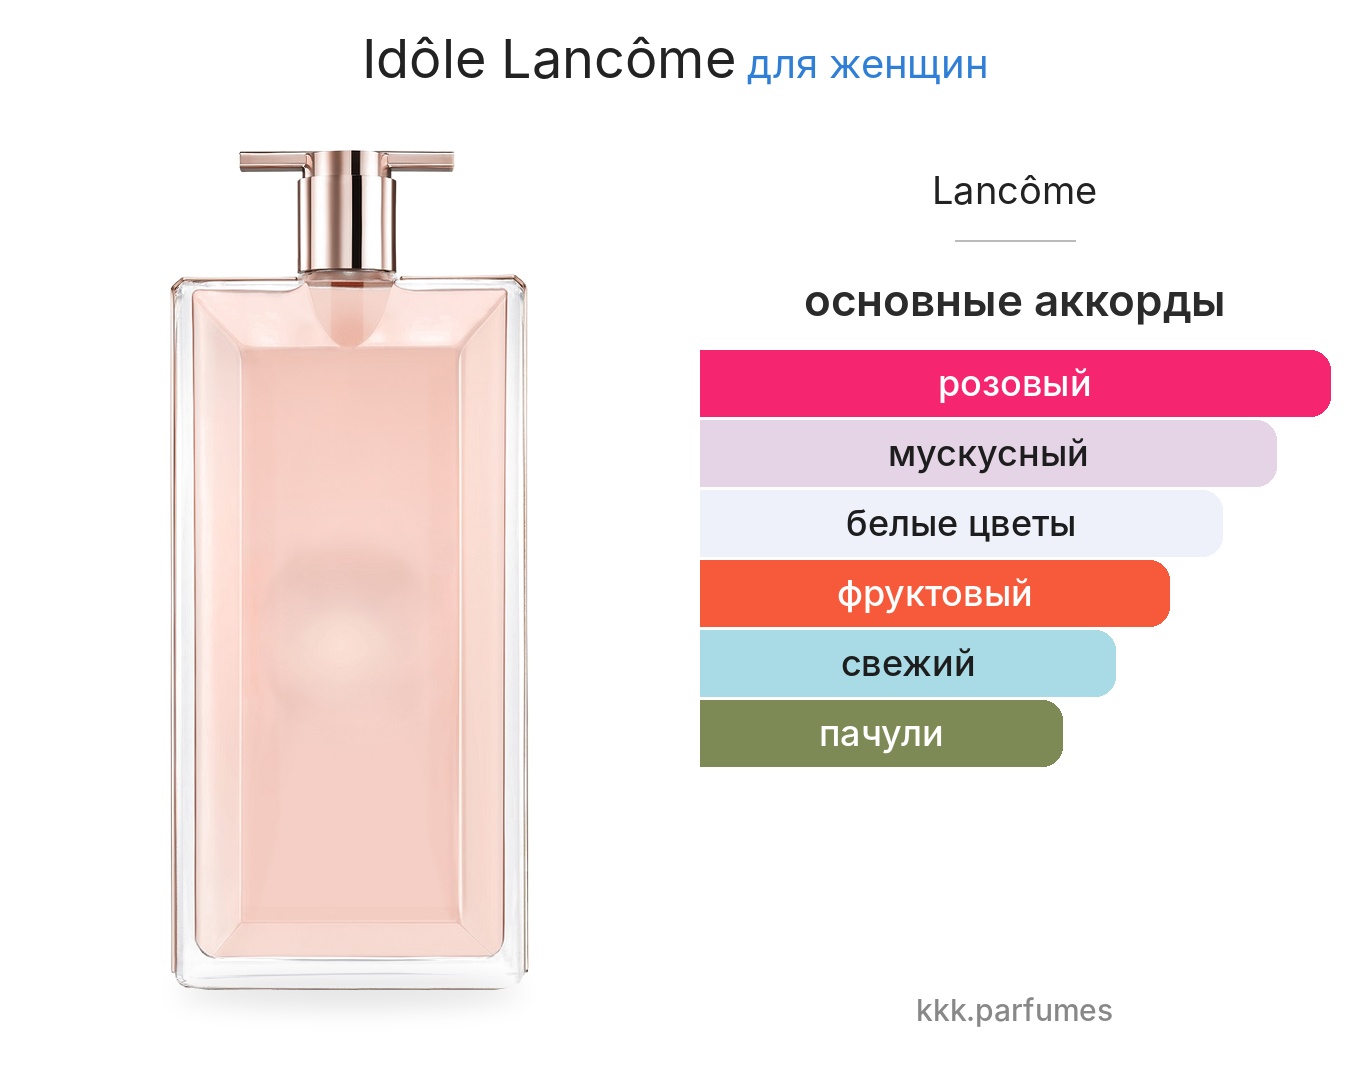 Idôle Lancôme для женщин
Lancôme
основные аккорды
розовый
мускусный
белые цветы
фруктовый
свежий
пачули
kkk.parfumes